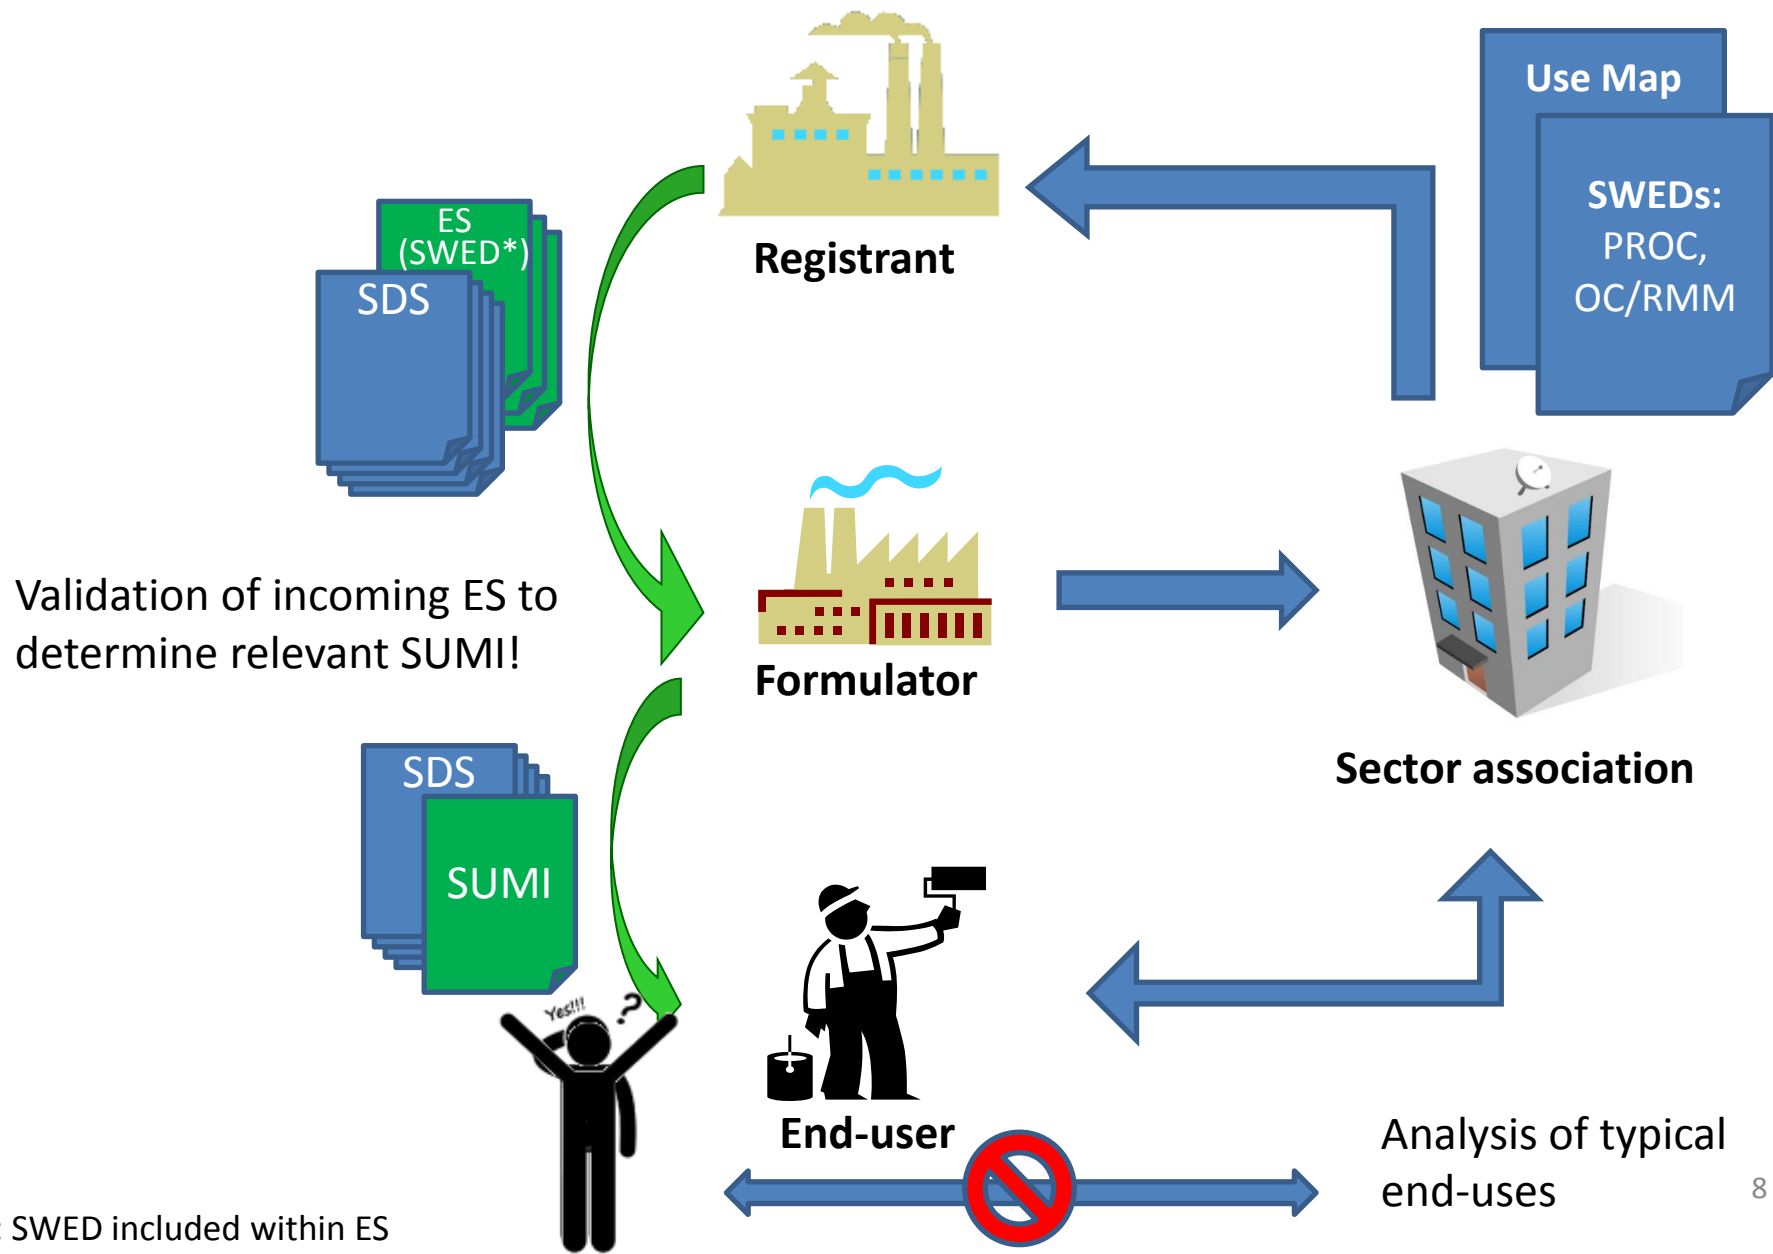 Use Map
SWEDs:
PROC,
OC/RMM
Registrant
ES
(SWED*)
SDS
Validation of incoming ES to
determine relevant SUMI!
Formulator
Sector association
SDS
SUMI
Yes!!!
?
End-user
Analysis of typical
end-uses
8
: SWED included within ES